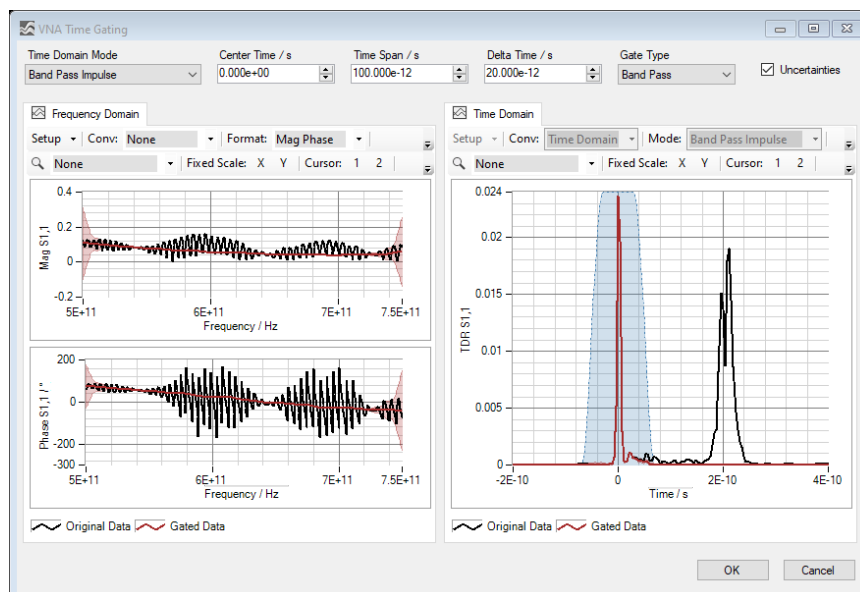 VNA Time Gating
Time Domain Mode Center Time / s Time Span / s Delta Time / s Gate Type
Band Pass Impulse 0.000e+00 100.000e-12 20.000e-12 Band Pass Uncertainties
Frequency Domain
Setup Conv: None Format: Mag Phase
None Fixed Scale: X Y Cursor: 1 2
0.4
0.2
0
-0.2
Mag S1,1
5E+11 6E+11 7E+11 7.5E+11
Frequency / Hz
200
0
-200
-300
Phase S1,1 / °
5E+11 6E+11 7E+11 7.5E+11
Frequency / Hz
Original Data Gated Data
Time Domain
Setup Conv: Time Domain Mode: Band Pass Impulse
None Fixed Scale: X Y Cursor: 1 2
0.024
0.02
0.015
0.01
0.005
0
TDR S1,1
-2E-10 0 2E-10 4E-10
Time / s
Original Data Gated Data
OK Cancel